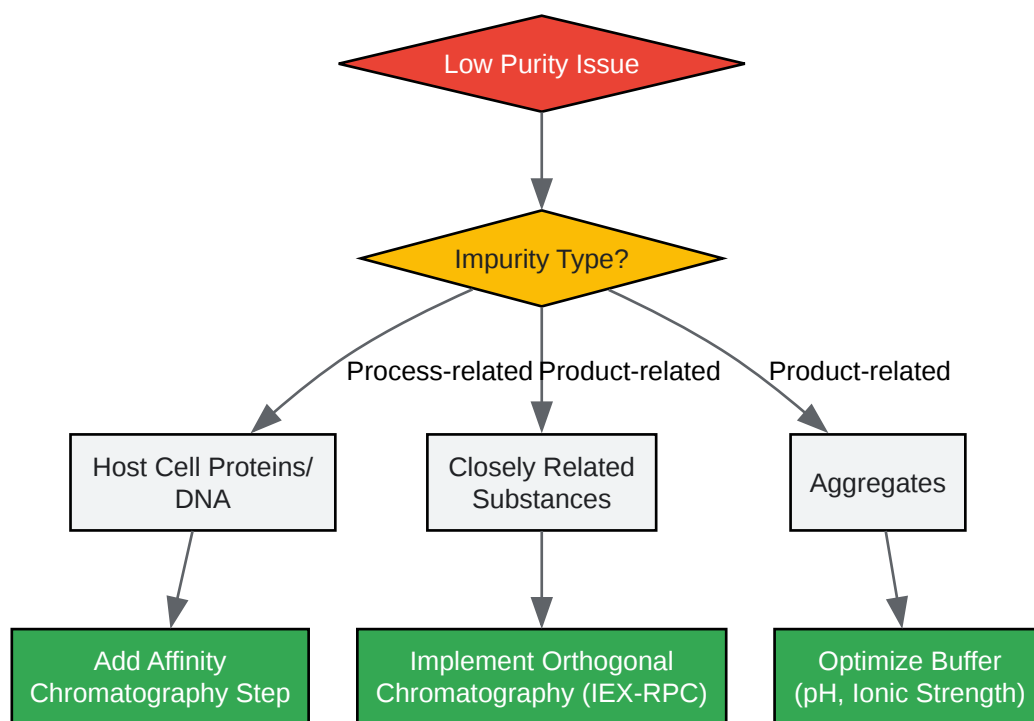 Low Purity Issue
Impurity Type?
Process-related
Product-related
Product-related
Host Cell Proteins/
DNA
Closely Related
Substances
Aggregates
Add Affinity
Chromatography Step
Implement Orthogonal
Chromatography (IEX-RPC)
Optimize Buffer
(pH, Ionic Strength)